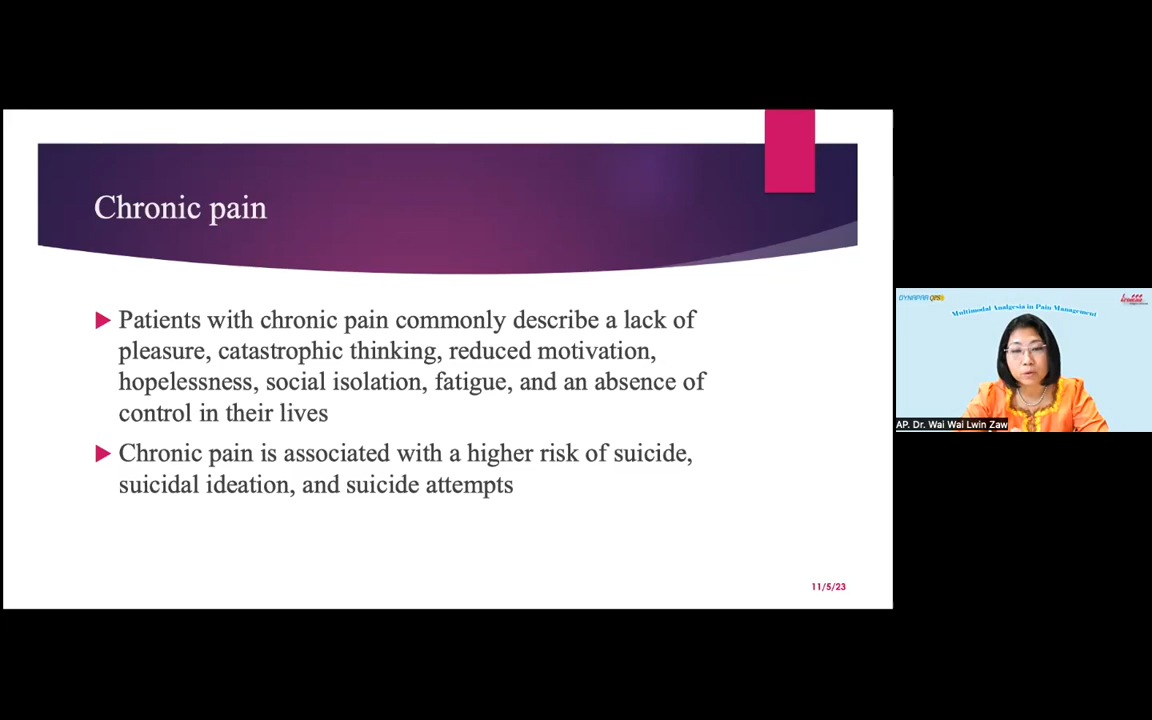 Chronic pain
Patients with chronic pain commonly describe a lack of
pleasure, catastrophic thinking, reduced motivation,
hopelessness, social isolation, fatigue, and an absence of
control in their lives
Chronic pain is associated with a higher risk of suicide,
suicidal ideation, and suicide attempts
11/5/23
DYNAPAR QPS
Multimodal Analgesia in Pain Management
AP. Dr. Wai Wai Lwin Zaw